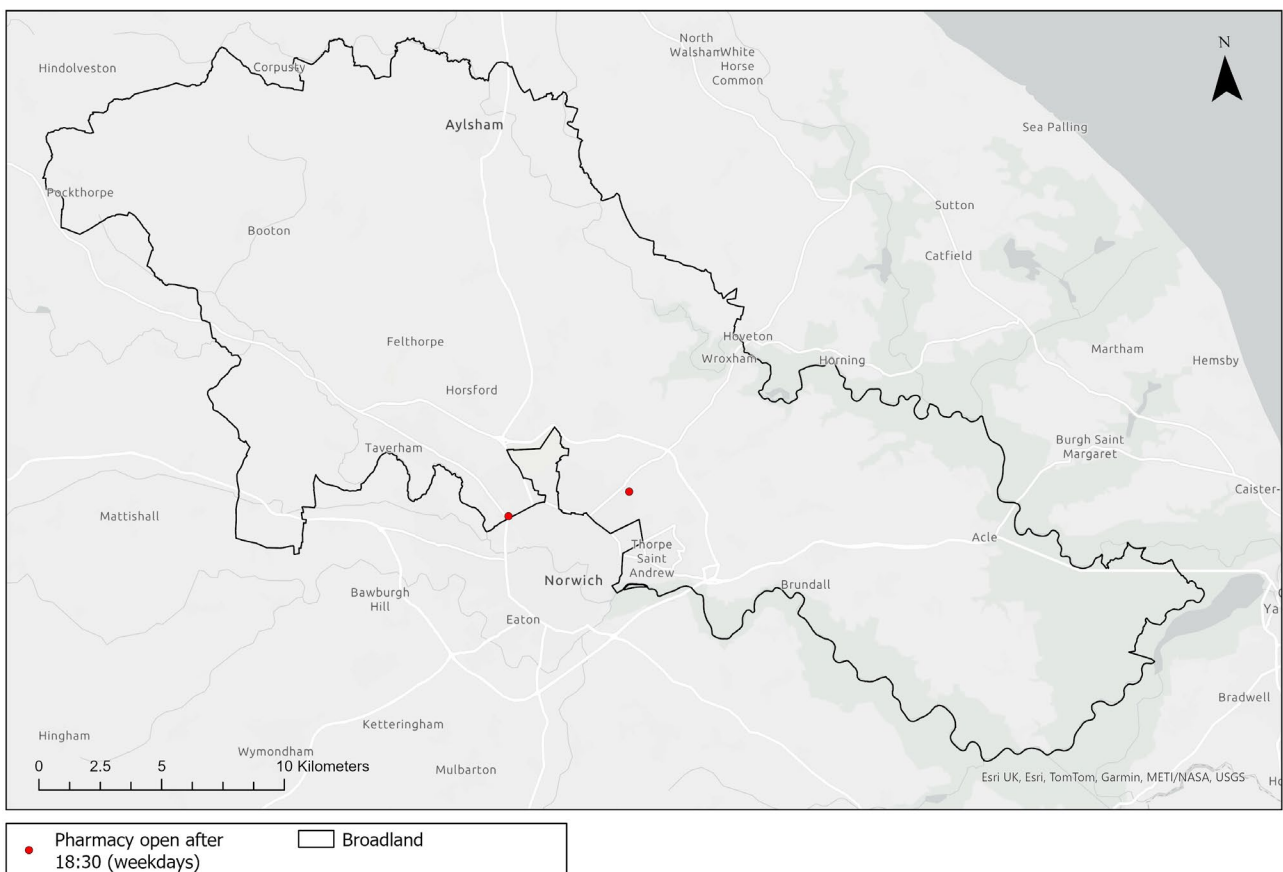 North
Walsham
White
Horse
Common
N
Hindolveston
Corpusty
Aylsham
Sea Palling
Pockthorpe
Sutton
Booton
Catfield
Felthorpe
Hoveton
Wroxham
Horning
Martham
Hemsby
Horsford
Taverham
Burgh Saint
Margaret
Caister-
Mattishall
Acle
Thorpe
Saint
Andrew
Norwich
Brundall
Bawburgh
Hill
Eaton
Ya
Bradwell
Ketteringham
Hingham
Wymondham
Mulbarton
0 2.5 5 10 Kilometers
Esri UK, Esri, TomTom, Garmin, METI/NASA, USGS
Pharmacy open after
18:30 (weekdays)
Broadland